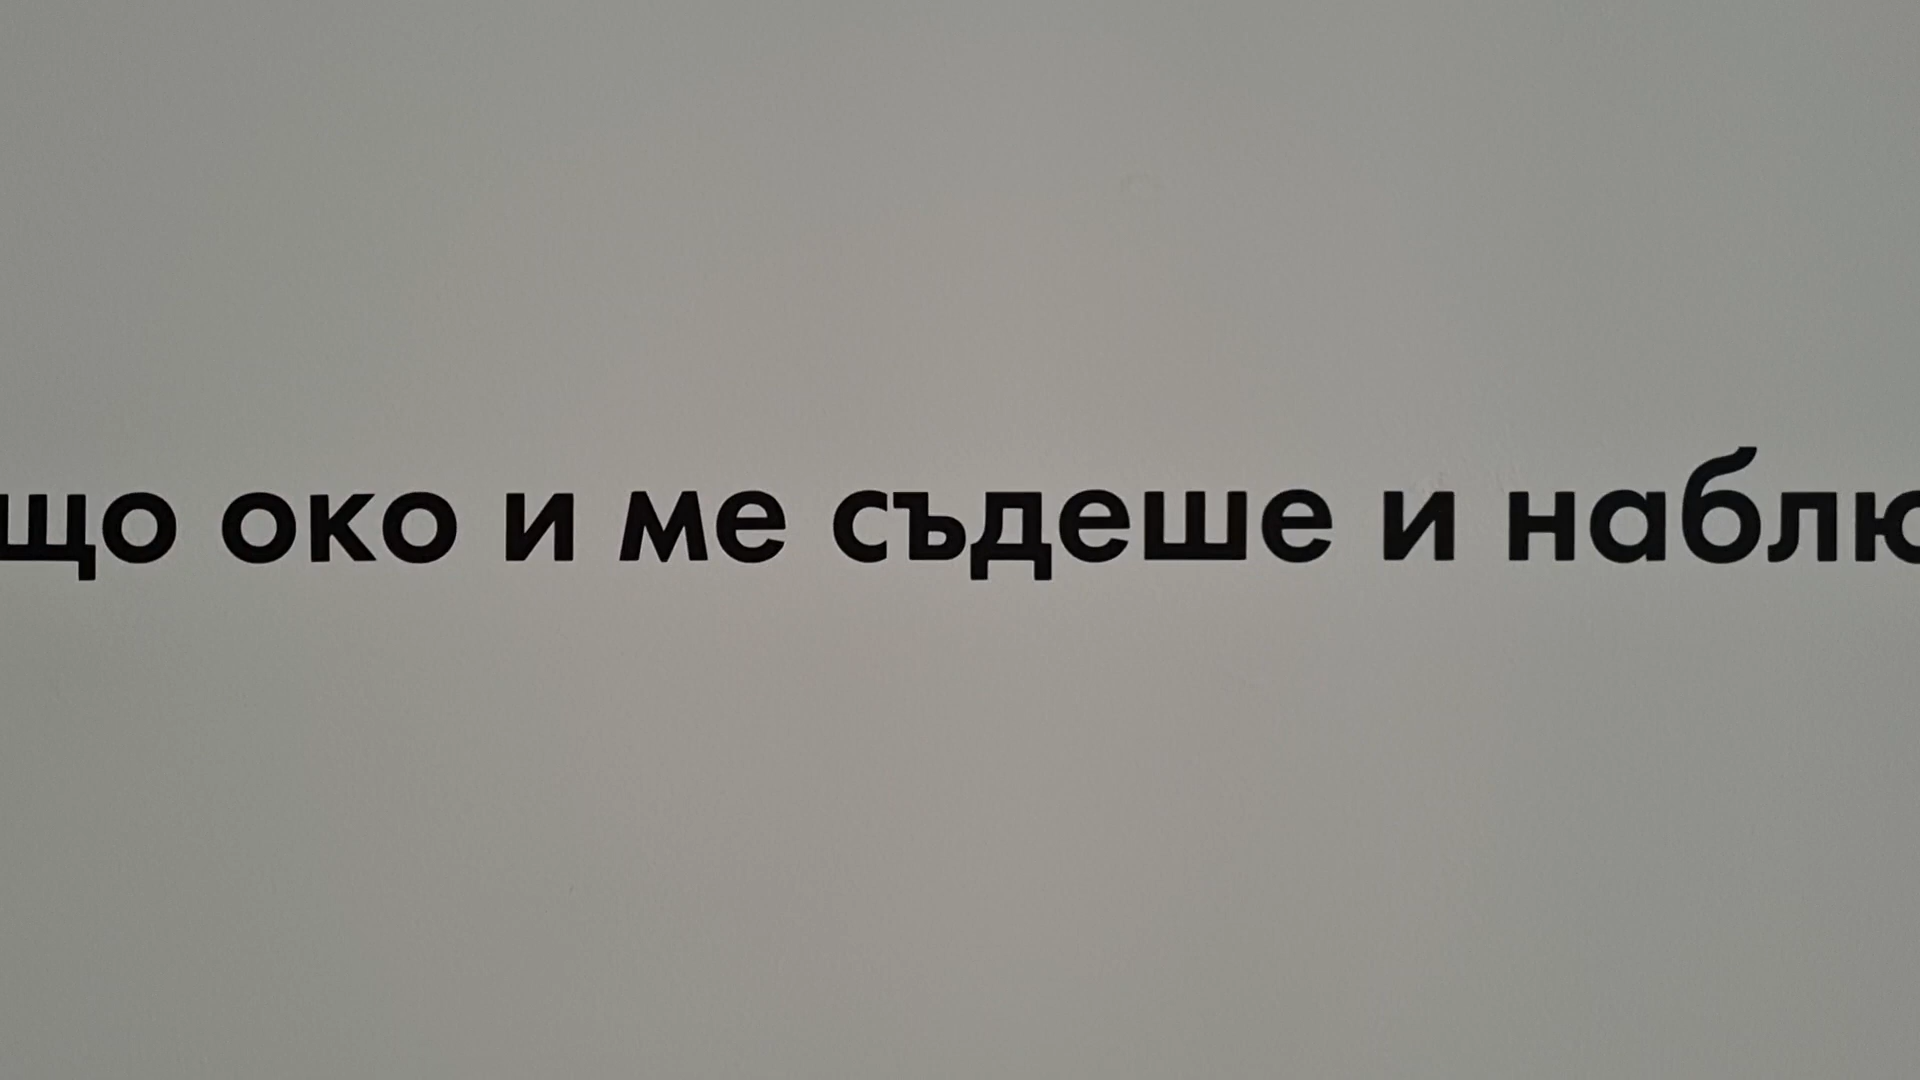 що око и ме съдеше и наблю